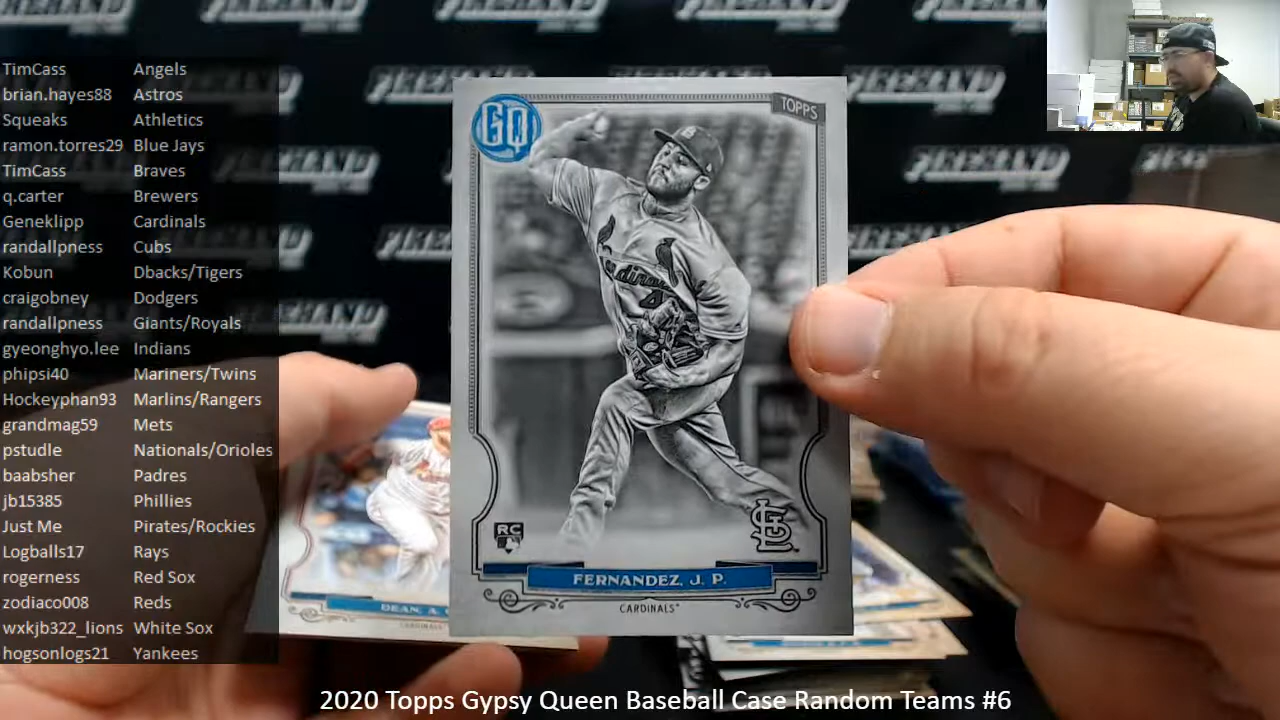 TimCass Angels
brian.hayes88 Astros
Squeaks Athletics
ramon.torres29 Blue Jays
TimCass Braves
q.carter Brewers
Geneklipp Cardinals
randallpness Cubs
Kobun Dbacks/Tigers
craigobney Dodgers
randallpness Giants/Royals
gyeonghyo.lee Indians
phipsi40 Mariners/Twins
Hockeyphan93 Marlins/Rangers
grandmag59 Mets
pstudle Nationals/Orioles
baabsher Padres
jb15385 Phillies
Just Me Pirates/Rockies
Logballs17 Rays
rogerness Red Sox
zodiaco008 Reds
wxkjb322_lions White Sox
hogsonlogs21 Yankees
GQ
TOPPS
RC
STL
FERNANDEZ, J. P.
CARDINALS
DEAN, A.
CARDINALS
FIREHAND
2020 Topps Gypsy Queen Baseball Case Random Teams #6